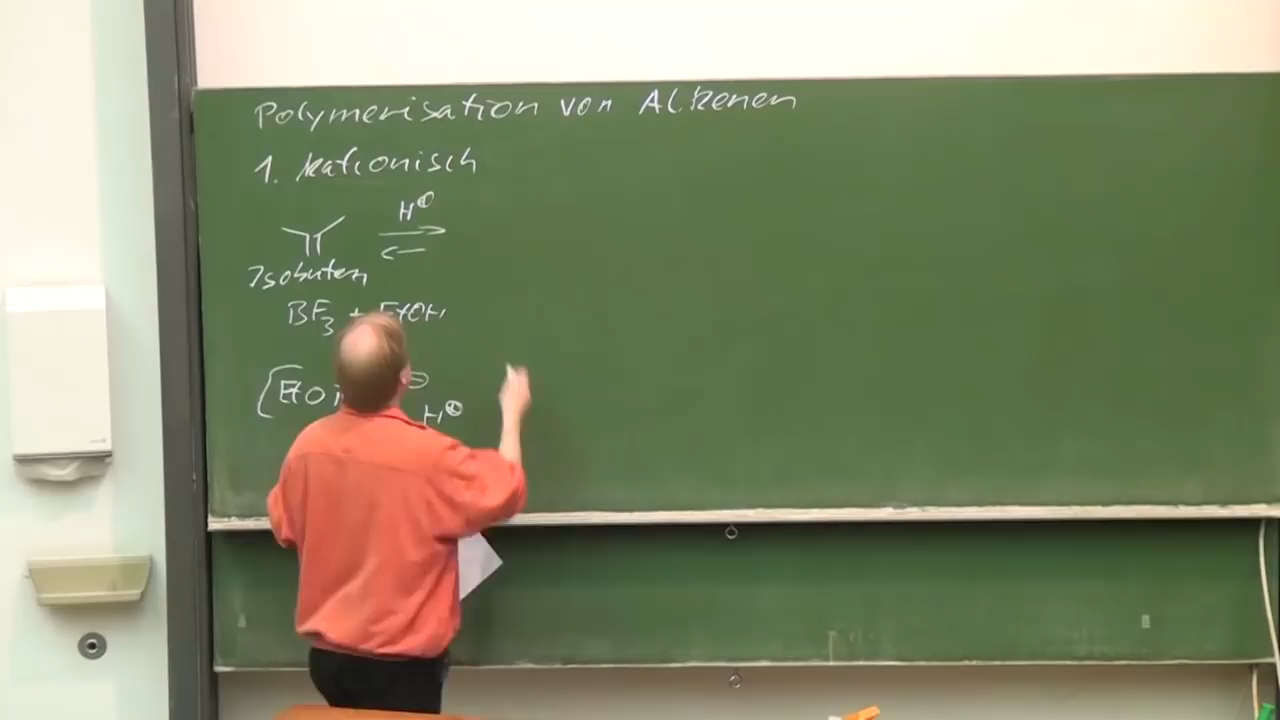 Polymerisation von Alkenen
1. kationisch
H⊕
Isobuten
BF3 + EtOH
[EtO ⊖
H⊕